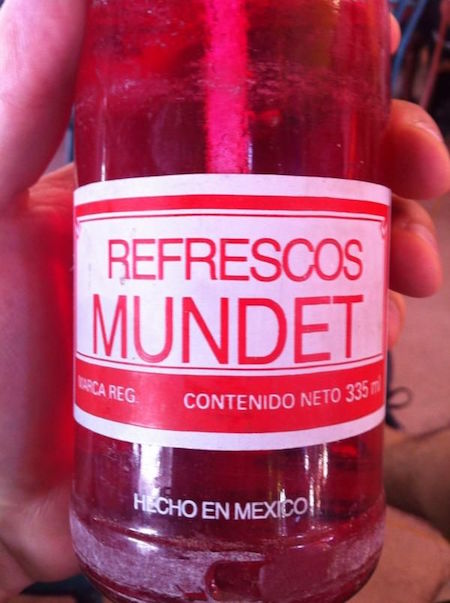 REFRESCOS
MUNDET
MARCA REG. CONTENIDO NETO 335 ml
HECHO EN MEXICO